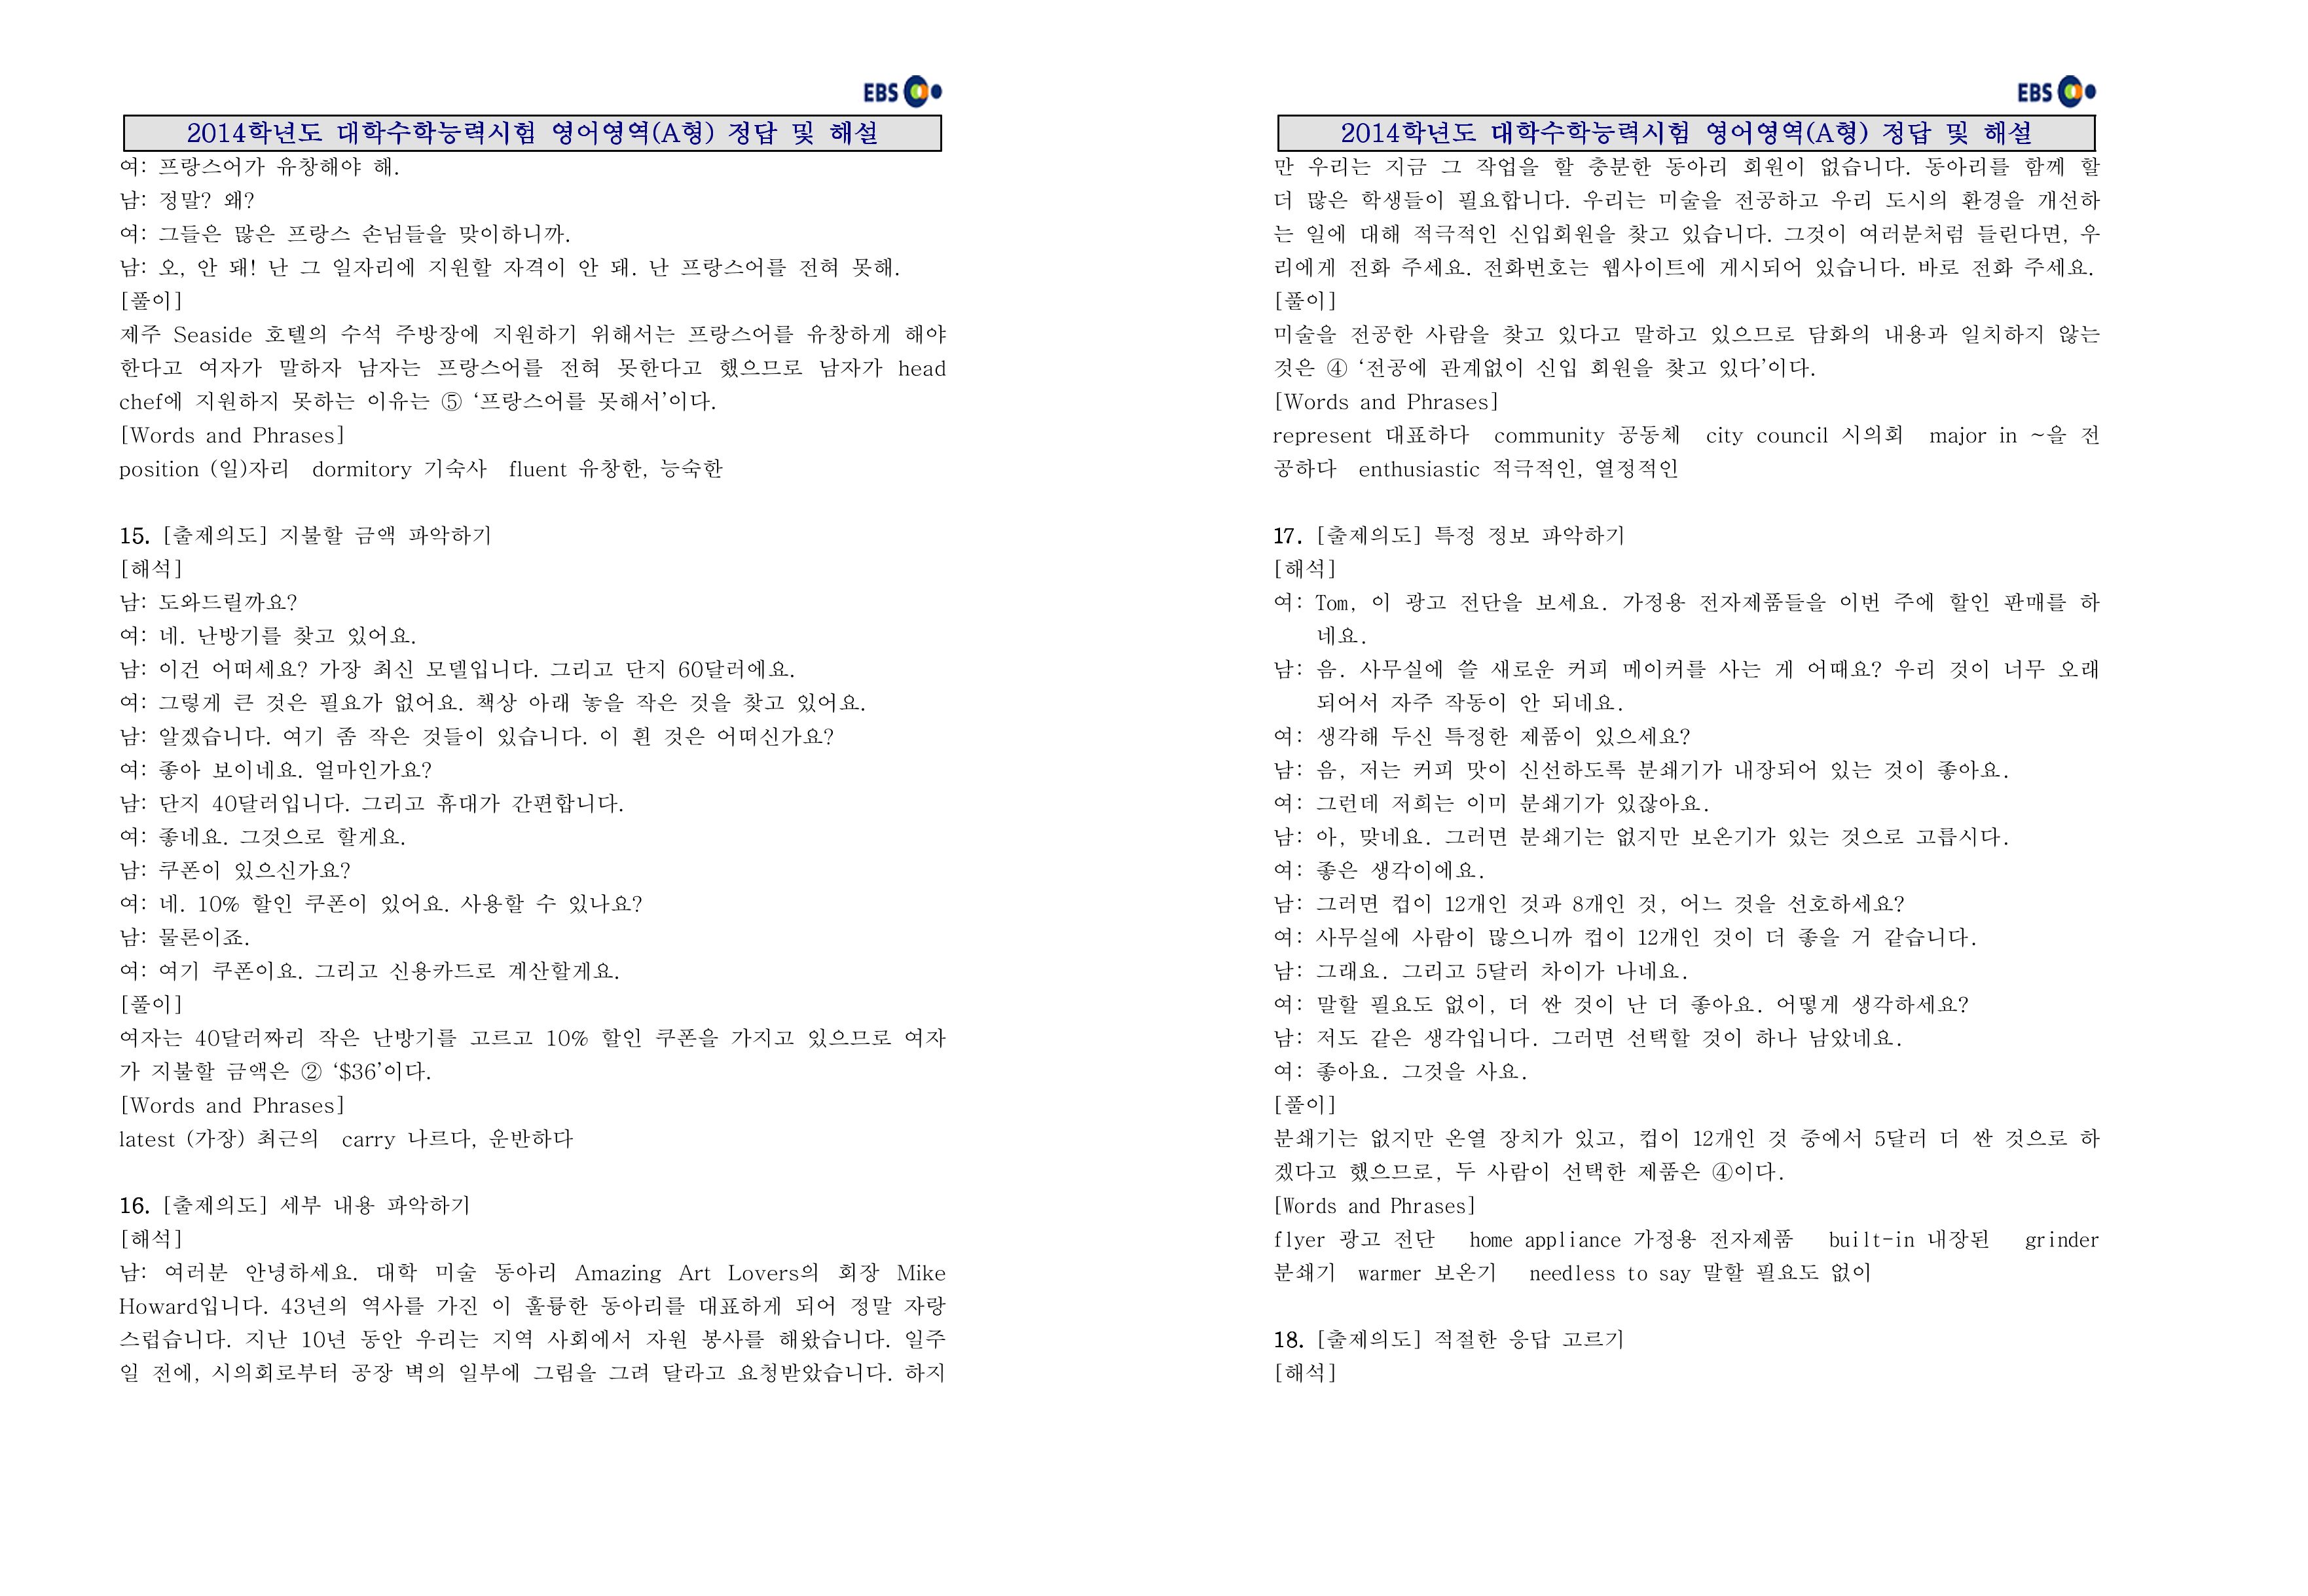 EBS
2014학년도 대학수학능력시험 영어영역(A형) 정답 및 해설
여: 프랑스어가 유창해야 해.
남: 정말? 왜?
여: 그들은 많은 프랑스 손님들을 맞이하니까.
남: 오, 안 돼! 난 그 일자리에 지원할 자격이 안 돼. 난 프랑스어를 전혀 못해.
[풀이]
제주 Seaside 호텔의 수석 주방장에 지원하기 위해서는 프랑스어를 유창하게 해야
한다고 여자가 말하자 남자는 프랑스어를 전혀 못한다고 했으므로 남자가 head
chef에 지원하지 못하는 이유는 ⑤ ‘프랑스어를 못해서’이다.
[Words and Phrases]
position (일)자리 dormitory 기숙사 fluent 유창한, 능숙한
15. [출제의도] 지불할 금액 파악하기
[해석]
남: 도와드릴까요?
여: 네. 난방기를 찾고 있어요.
남: 이건 어떠세요? 가장 최신 모델입니다. 그리고 단지 60달러에요.
여: 그렇게 큰 것은 필요가 없어요. 책상 아래 놓을 작은 것을 찾고 있어요.
남: 알겠습니다. 여기 좀 작은 것들이 있습니다. 이 흰 것은 어떠신가요?
여: 좋아 보이네요. 얼마인가요?
남: 단지 40달러입니다. 그리고 휴대가 간편합니다.
여: 좋네요. 그것으로 할게요.
남: 쿠폰이 있으신가요?
여: 네. 10% 할인 쿠폰이 있어요. 사용할 수 있나요?
남: 물론이죠.
여: 여기 쿠폰이요. 그리고 신용카드로 계산할게요.
[풀이]
여자는 40달러짜리 작은 난방기를 고르고 10% 할인 쿠폰을 가지고 있으므로 여자
가 지불할 금액은 ② ‘$36’이다.
[Words and Phrases]
latest (가장) 최근의 carry 나르다, 운반하다
16. [출제의도] 세부 내용 파악하기
[해석]
남: 여러분 안녕하세요. 대학 미술 동아리 Amazing Art Lovers의 회장 Mike
Howard입니다. 43년의 역사를 가진 이 훌륭한 동아리를 대표하게 되어 정말 자랑
스럽습니다. 지난 10년 동안 우리는 지역 사회에서 자원 봉사를 해왔습니다. 일주
일 전에, 시의회로부터 공장 벽의 일부에 그림을 그려 달라고 요청받았습니다. 하지
EBS
2014학년도 대학수학능력시험 영어영역(A형) 정답 및 해설
만 우리는 지금 그 작업을 할 충분한 동아리 회원이 없습니다. 동아리를 함께 할
더 많은 학생들이 필요합니다. 우리는 미술을 전공하고 우리 도시의 환경을 개선하
는 일에 대해 적극적인 신입회원을 찾고 있습니다. 그것이 여러분처럼 들린다면, 우
리에게 전화 주세요. 전화번호는 웹사이트에 게시되어 있습니다. 바로 전화 주세요.
[풀이]
미술을 전공한 사람을 찾고 있다고 말하고 있으므로 담화의 내용과 일치하지 않는
것은 ④ ‘전공에 관계없이 신입 회원을 찾고 있다’이다.
[Words and Phrases]
represent 대표하다 community 공동체 city council 시의회 major in ~을 전
공하다 enthusiastic 적극적인, 열정적인
17. [출제의도] 특정 정보 파악하기
[해석]
여: Tom, 이 광고 전단을 보세요. 가정용 전자제품들을 이번 주에 할인 판매를 하
네요.
남: 음. 사무실에 쓸 새로운 커피 메이커를 사는 게 어때요? 우리 것이 너무 오래
되어서 자주 작동이 안 되네요.
여: 생각해 두신 특정한 제품이 있으세요?
남: 음, 저는 커피 맛이 신선하도록 분쇄기가 내장되어 있는 것이 좋아요.
여: 그런데 저희는 이미 분쇄기가 있잖아요.
남: 아, 맞네요. 그러면 분쇄기는 없지만 보온기가 있는 것으로 고릅시다.
여: 좋은 생각이에요.
남: 그러면 컵이 12개인 것과 8개인 것, 어느 것을 선호하세요?
여: 사무실에 사람이 많으니까 컵이 12개인 것이 더 좋을 거 같습니다.
남: 그래요. 그리고 5달러 차이가 나네요.
여: 말할 필요도 없이, 더 싼 것이 난 더 좋아요. 어떻게 생각하세요?
남: 저도 같은 생각입니다. 그러면 선택할 것이 하나 남았네요.
여: 좋아요. 그것을 사요.
[풀이]
분쇄기는 없지만 온열 장치가 있고, 컵이 12개인 것 중에서 5달러 더 싼 것으로 하
겠다고 했으므로, 두 사람이 선택한 제품은 ④이다.
[Words and Phrases]
flyer 광고 전단 home appliance 가정용 전자제품 built-in 내장된 grinder
분쇄기 warmer 보온기 needless to say 말할 필요도 없이
18. [출제의도] 적절한 응답 고르기
[해석]